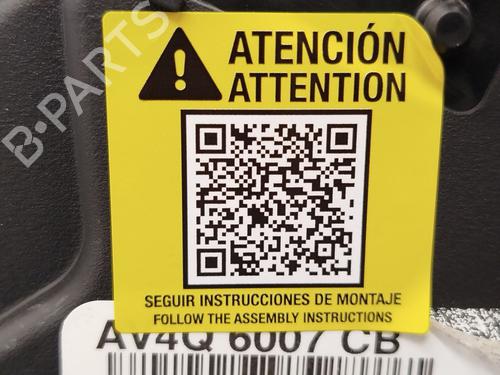 ATENCIÓN
ATTENTION
B-PARTS
SEGUIR INSTRUCCIONES DE MONTAJE
FOLLOW THE ASSEMBLY INSTRUCTIONS
AV4Q 6007 CB